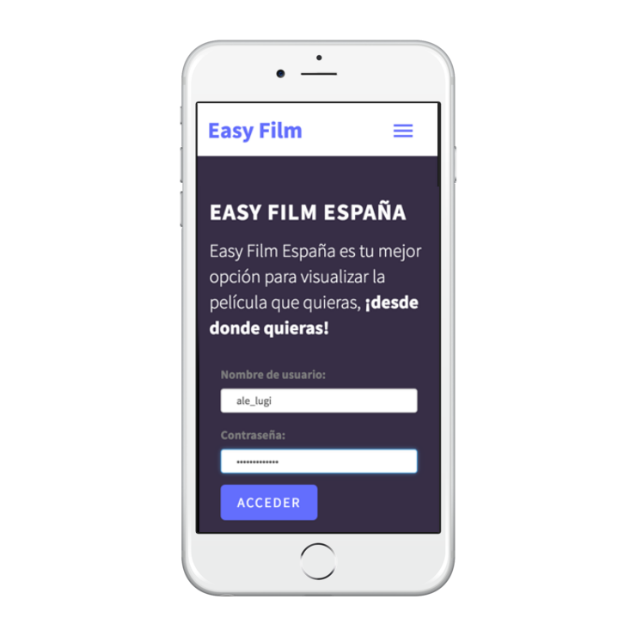 Easy Film
EASY FILM ESPAÑA
Easy Film España es tu mejor
opción para visualizar la
película que quieras, ¡desde
donde quieras!
Nombre de usuario:
ale_lugi
Contraseña:
•••••••••••••
ACCEDER